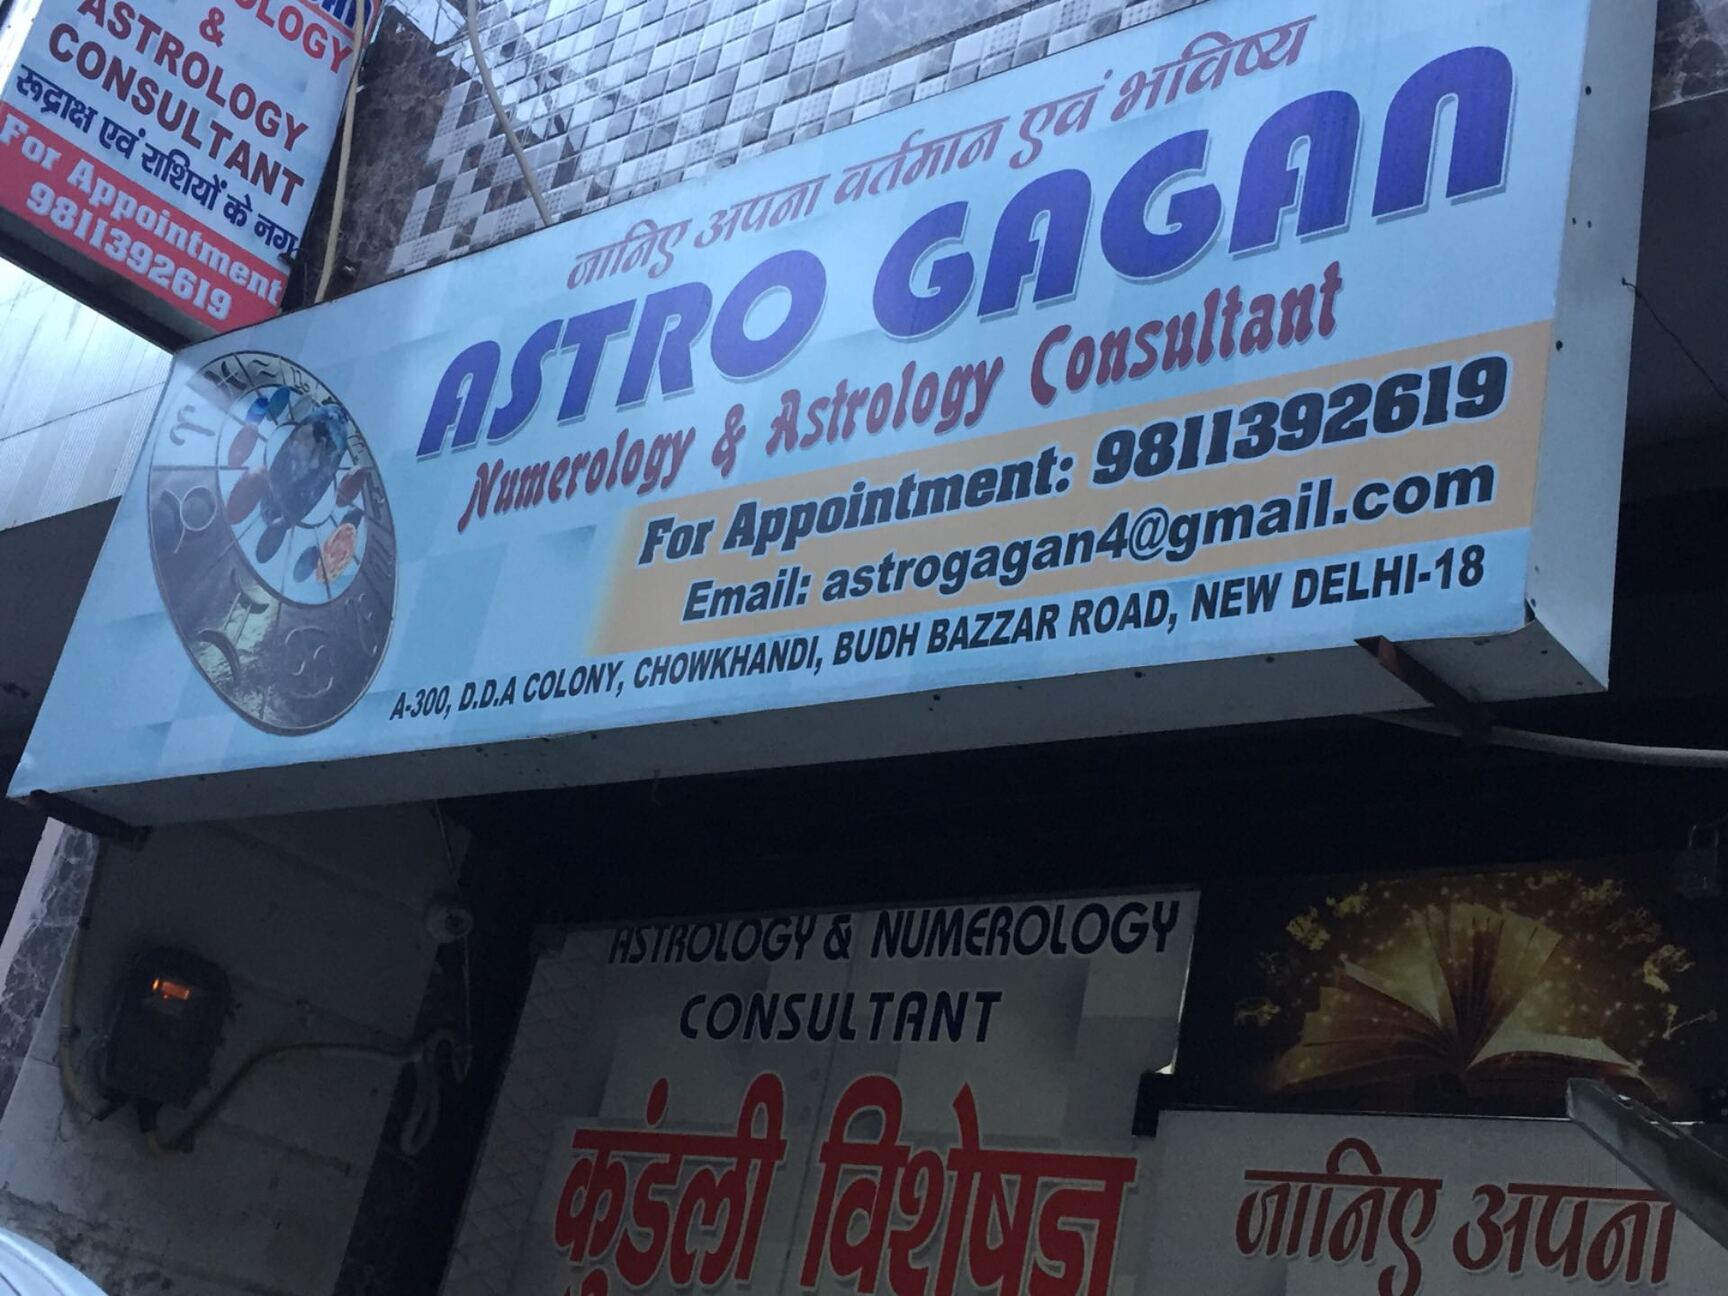 &
ASTROLOGY
CONSULTANT
रूद्राक्ष एवं राशियों के नग
For Appointment
9811392619
जानिए अपना वर्तमान एवं भविष्य
ASTRO GAGAN
Numerology & Astrology Consultant
For Appointment: 9811392619
Email: astrogagan4@gmail.com
A-300, D.D.A COLONY, CHOWKHANDI, BUDH BAZZAR ROAD, NEW DELHI-18
ASTROLOGY & NUMEROLOGY
CONSULTANT
कुंडली विशेषज्ञ
जानिए अपना